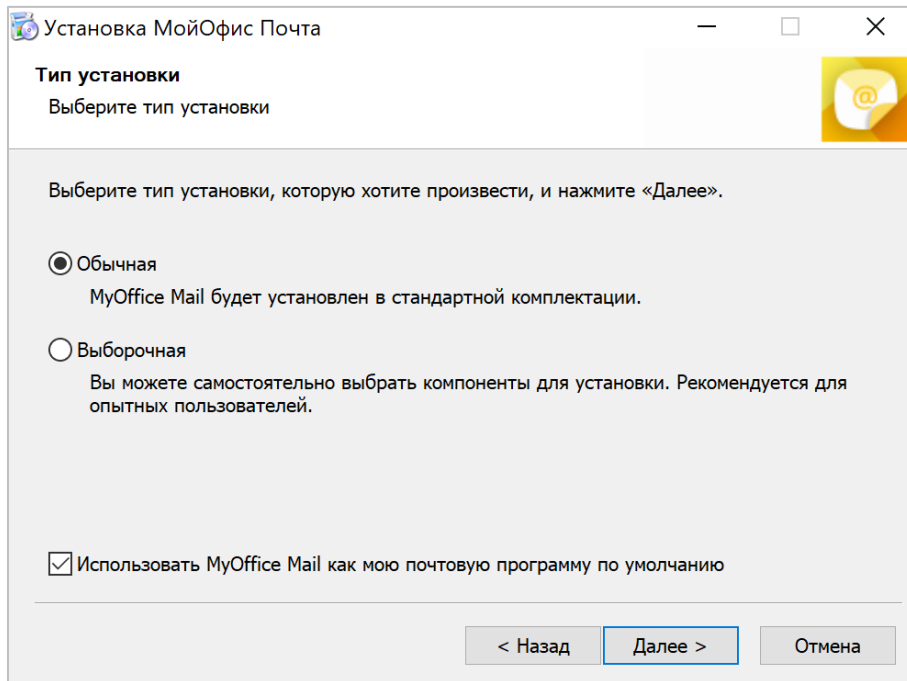 Установка МойОфис Почта
Тип установки
Выберите тип установки
@
Выберите тип установки, которую хотите произвести, и нажмите «Далее».
Обычная
MyOffice Mail будет установлен в стандартной комплектации.
Выборочная
Вы можете самостоятельно выбрать компоненты для установки. Рекомендуется для
опытных пользователей.
Использовать MyOffice Mail как мою почтовую программу по умолчанию
< Назад
Далее >
Отмена